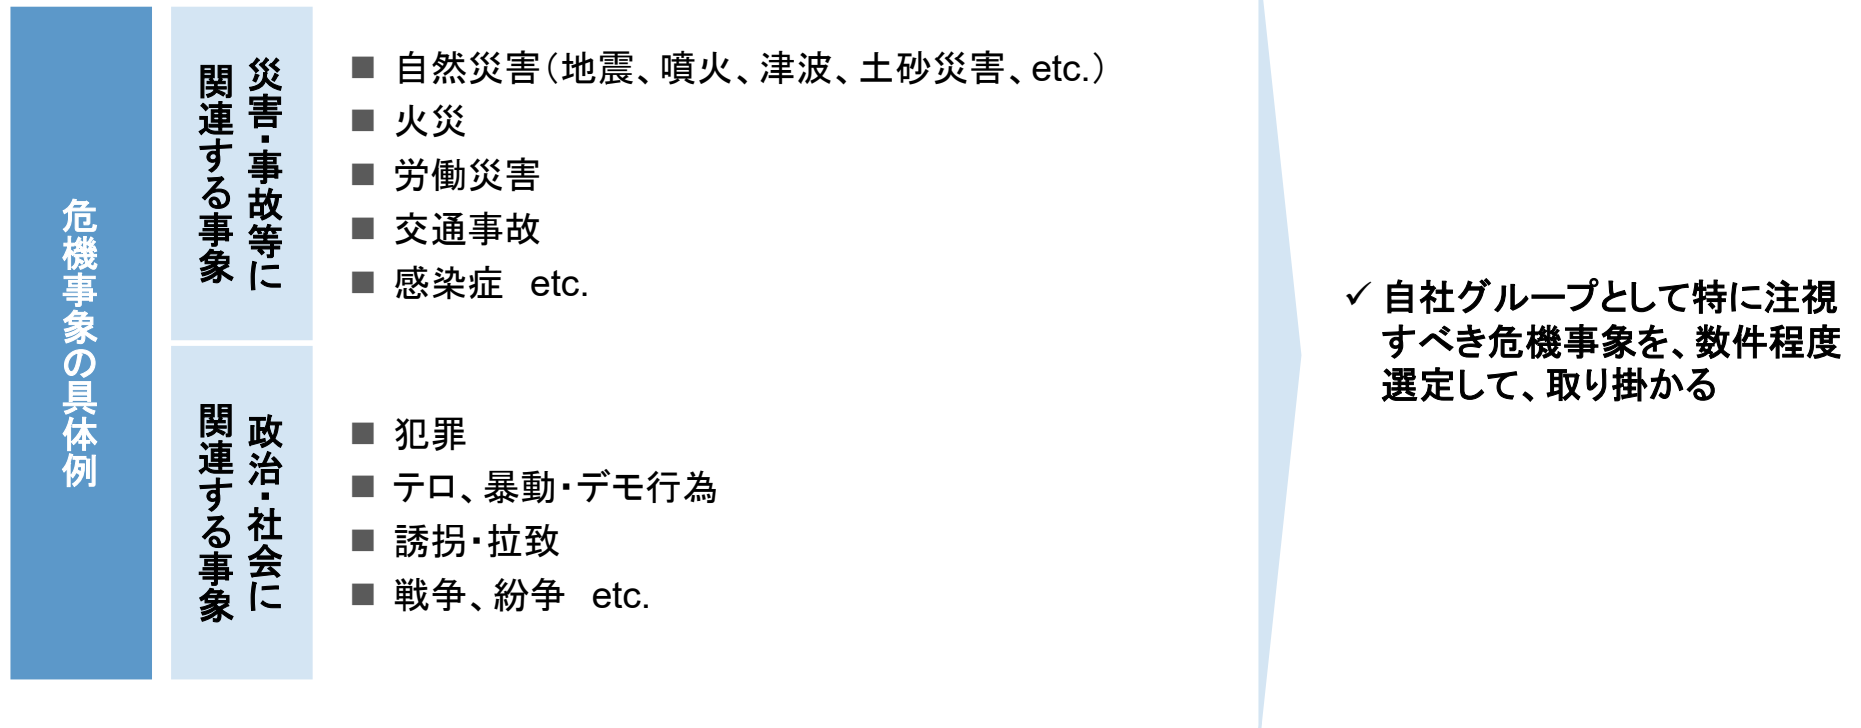 危機事象の具体例
災害・事故等に
関連する事象
自然災害（地震、噴火、津波、土砂災害、etc.）
火災
労働災害
交通事故
感染症　etc.
政治・社会に
関連する事象
犯罪
テロ、暴動・デモ行為
誘拐・拉致
戦争、紛争　etc.
✓ 自社グループとして特に注視
すべき危機事象を、数件程度
選定して、取り掛かる